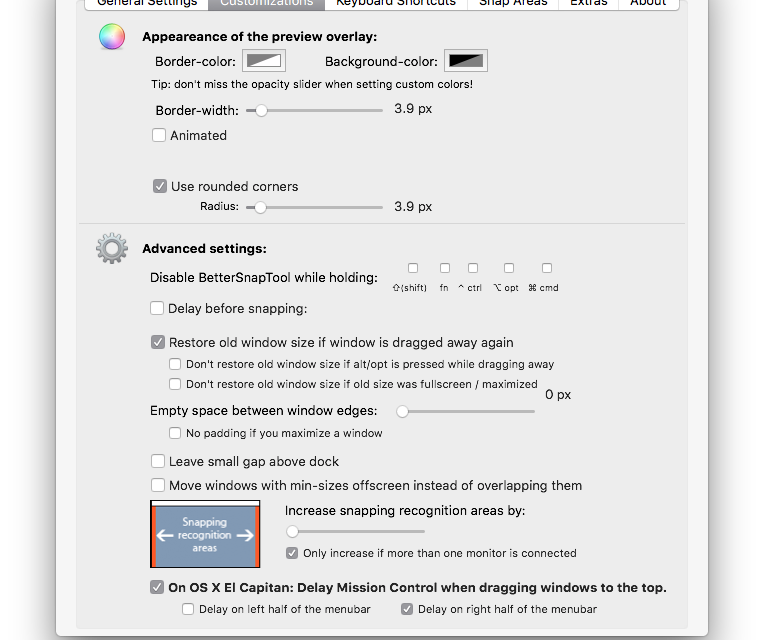 General Settings Customizations Keyboard Shortcuts Snap Areas Extras About
Appeareance of the preview overlay:
Border-color: Background-color:
Tip: don't miss the opacity slider when setting custom colors!
Border-width: 3.9 px
Animated
Use rounded corners
Radius: 3.9 px
Advanced settings:
Disable BetterSnapTool while holding:
⇧(shift) fn ^ ctrl ⌥ opt ⌘ cmd
Delay before snapping:
Restore old window size if window is dragged away again
Don't restore old window size if alt/opt is pressed while dragging away
Don't restore old window size if old size was fullscreen / maximized
0 px
Empty space between window edges:
No padding if you maximize a window
Leave small gap above dock
Move windows with min-sizes offscreen instead of overlapping them
Snapping
recognition
areas
Increase snapping recognition areas by:
Only increase if more than one monitor is connected
On OS X El Capitan: Delay Mission Control when dragging windows to the top.
Delay on left half of the menubar Delay on right half of the menubar